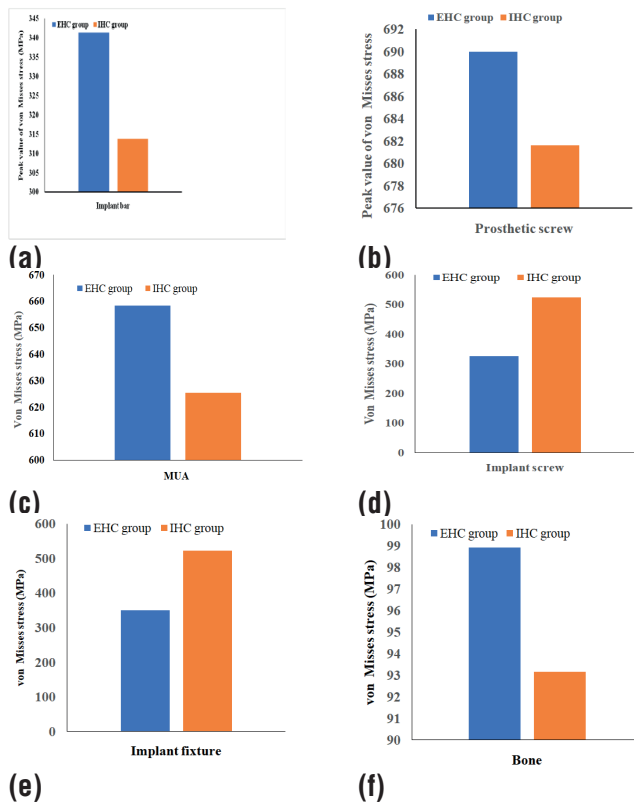 345
340
335
330
325
320
315
310
305
300
Peak value of von Misses stress (MPa)
EHC group IHC group
Implant bar
(a)
692
690
688
686
684
682
680
678
676
Peak value of von Misses stress
EHC group IHC group
Prosthetic screw
(b)
670
660
650
640
630
620
610
600
Von Misses stress (MPa)
EHC group IHC group
MUA
(c)
600
500
400
300
200
100
0
Von Misses stress (MPa)
EHC group IHC group
Implant screw
(d)
600
500
400
300
200
100
0
von Misses stress (MPa)
EHC group IHC group
Implant fixture
(e)
99
98
97
96
95
94
93
92
91
90
100
von Misses stress (MPa)
EHC group IHC group
Bone
(f)